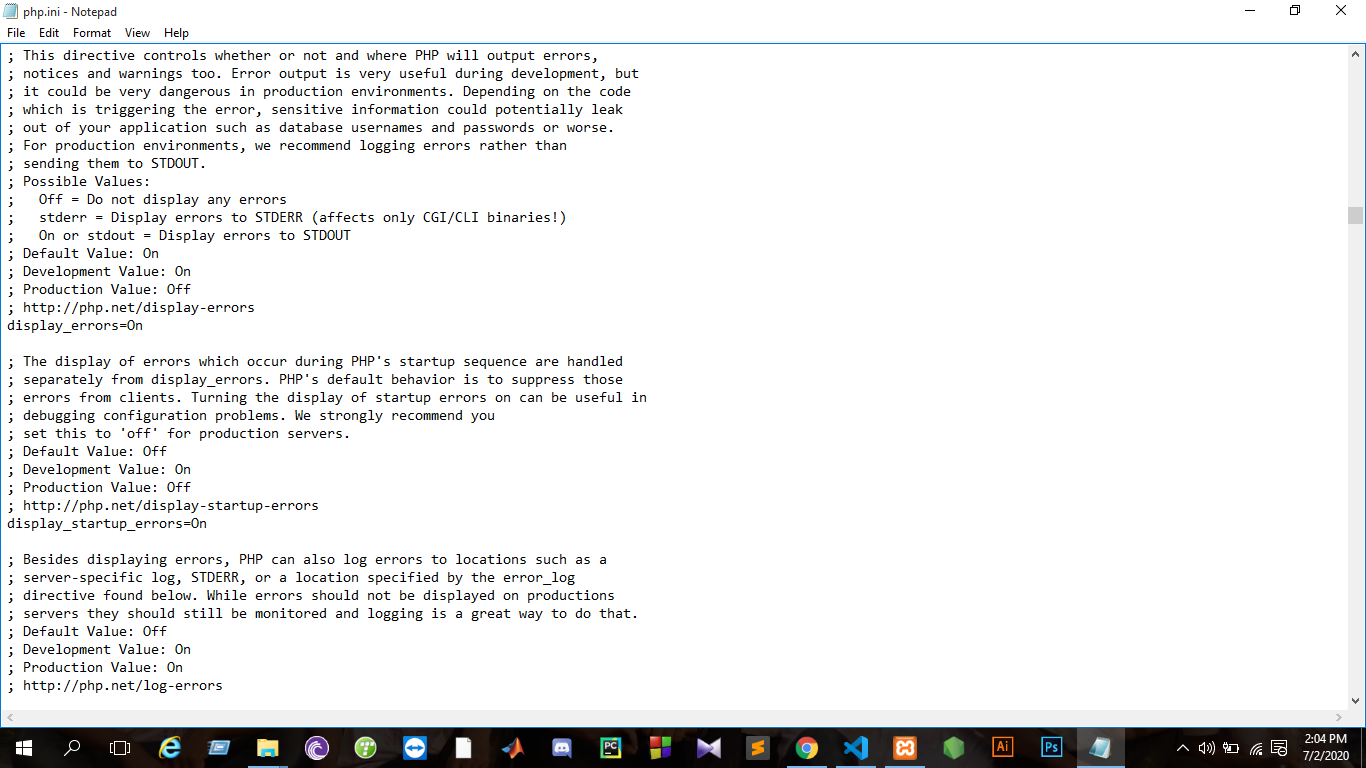 php.ini - Notepad
File Edit Format View Help
; This directive controls whether or not and where PHP will output errors,
; notices and warnings too. Error output is very useful during development, but
; it could be very dangerous in production environments. Depending on the code
; which is triggering the error, sensitive information could potentially leak
; out of your application such as database usernames and passwords or worse.
; For production environments, we recommend logging errors rather than
; sending them to STDOUT.
; Possible Values:
;   Off = Do not display any errors
;   stderr = Display errors to STDERR (affects only CGI/CLI binaries!)
;   On or stdout = Display errors to STDOUT
; Default Value: On
; Development Value: On
; Production Value: Off
; http://php.net/display-errors
display_errors=On
; The display of errors which occur during PHP's startup sequence are handled
; separately from display_errors. PHP's default behavior is to suppress those
; errors from clients. Turning the display of startup errors on can be useful in
; debugging configuration problems. We strongly recommend you
; set this to 'off' for production servers.
; Default Value: Off
; Development Value: On
; Production Value: Off
; http://php.net/display-startup-errors
display_startup_errors=On
; Besides displaying errors, PHP can also log errors to locations such as a
; server-specific log, STDERR, or a location specified by the error_log
; directive found below. While errors should not be displayed on productions
; servers they should still be monitored and logging is a great way to do that.
; Default Value: Off
; Development Value: On
; Production Value: On
; http://php.net/log-errors
PC
Ai
Ps
2:04 PM
7/2/2020